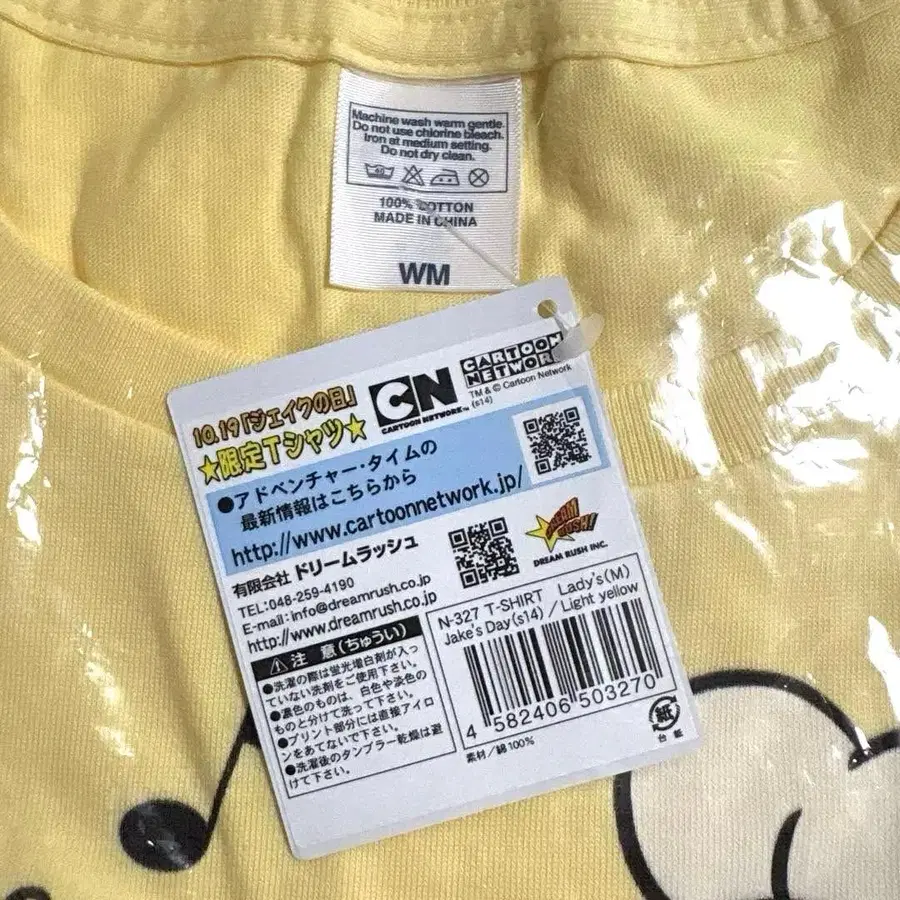 Machine wash warm gentle.
Do not use chlorine bleach.
Iron at medium setting.
Do not dry clean.
40
100% COTTON
MADE IN CHINA
WM
10.19「ジェイクの日」
★限定Tシャツ★
CN
CARTOON NETWORK™
CARTOON
NETWORK
TM & © Cartoon Network
(s14)
●アドベンチャー・タイムの
最新情報はこちらから
http://www.cartoonnetwork.jp/
有限会社 ドリームラッシュ
TEL:048-259-4190
E-mail:info@dreamrush.co.jp
http://www.dreamrush.co.jp
DREAM
RUSH!
DREAM RUSH INC.
注 意(ちゅうい)
●洗濯の際は蛍光増白剤が入っ
ていない洗剤をご使用下さい。
●濃色のものは、白色や淡色の
ものと分けて洗って下さい。
●プリント部分には直接アイロ
ンをあてないで下さい。
●洗濯後のタンブラー乾燥は避
けて下さい。
N-327 T-SHIRT Lady's(M)
Jake's Day(s14) / Light yellow
4 582406 503270
素材/綿100%
紙
台紙